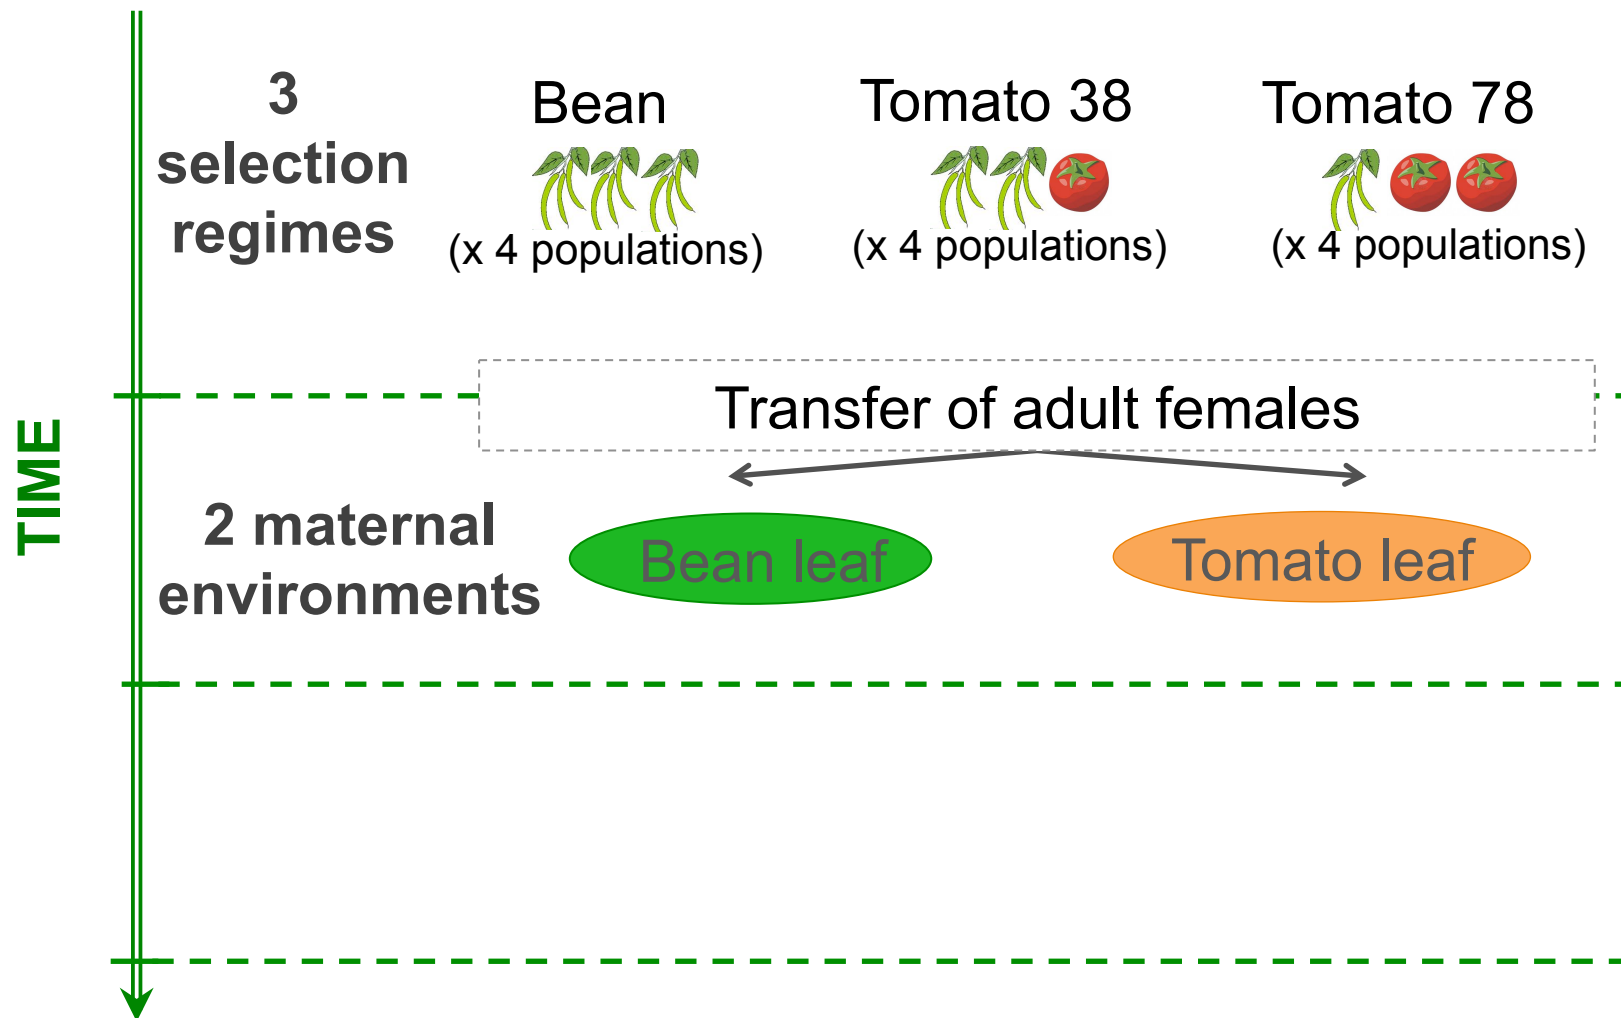 3
selection
regimes
Bean
Tomato 38
Tomato 78
(x 4 populations)
(x 4 populations)
(x 4 populations)
Transfer of adult females
TIME
2 maternal
environments
Bean leaf
Tomato leaf